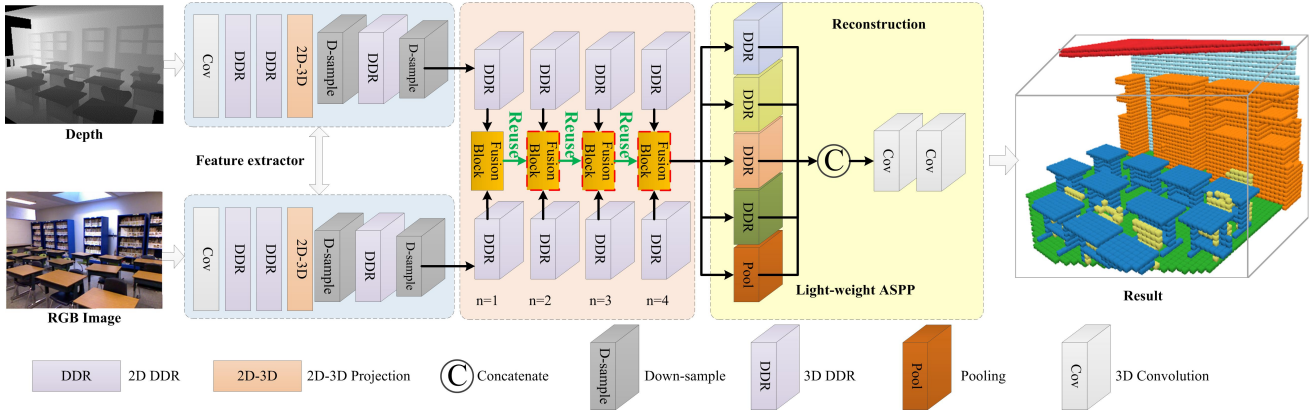 Depth
Cov
DDR
DDR
2D-3D
D-sample
DDR
D-sample
Feature extractor
RGB Image
Cov
DDR
DDR
2D-3D
D-sample
DDR
D-sample
DDR
DDR
DDR
DDR
Fusion Block
Reuse
Fusion Block
Reuse
Fusion Block
Reuse
Fusion Block
DDR
DDR
DDR
DDR
n=1
n=2
n=3
n=4
Reconstruction
DDR
DDR
DDR
DDR
Pool
Light-weight ASPP
C
Cov
Cov
Result
DDR
2D DDR
2D-3D
2D-3D Projection
C
Concatenate
D-sample
Down-sample
DDR
3D DDR
Pool
Pooling
Cov
3D Convolution